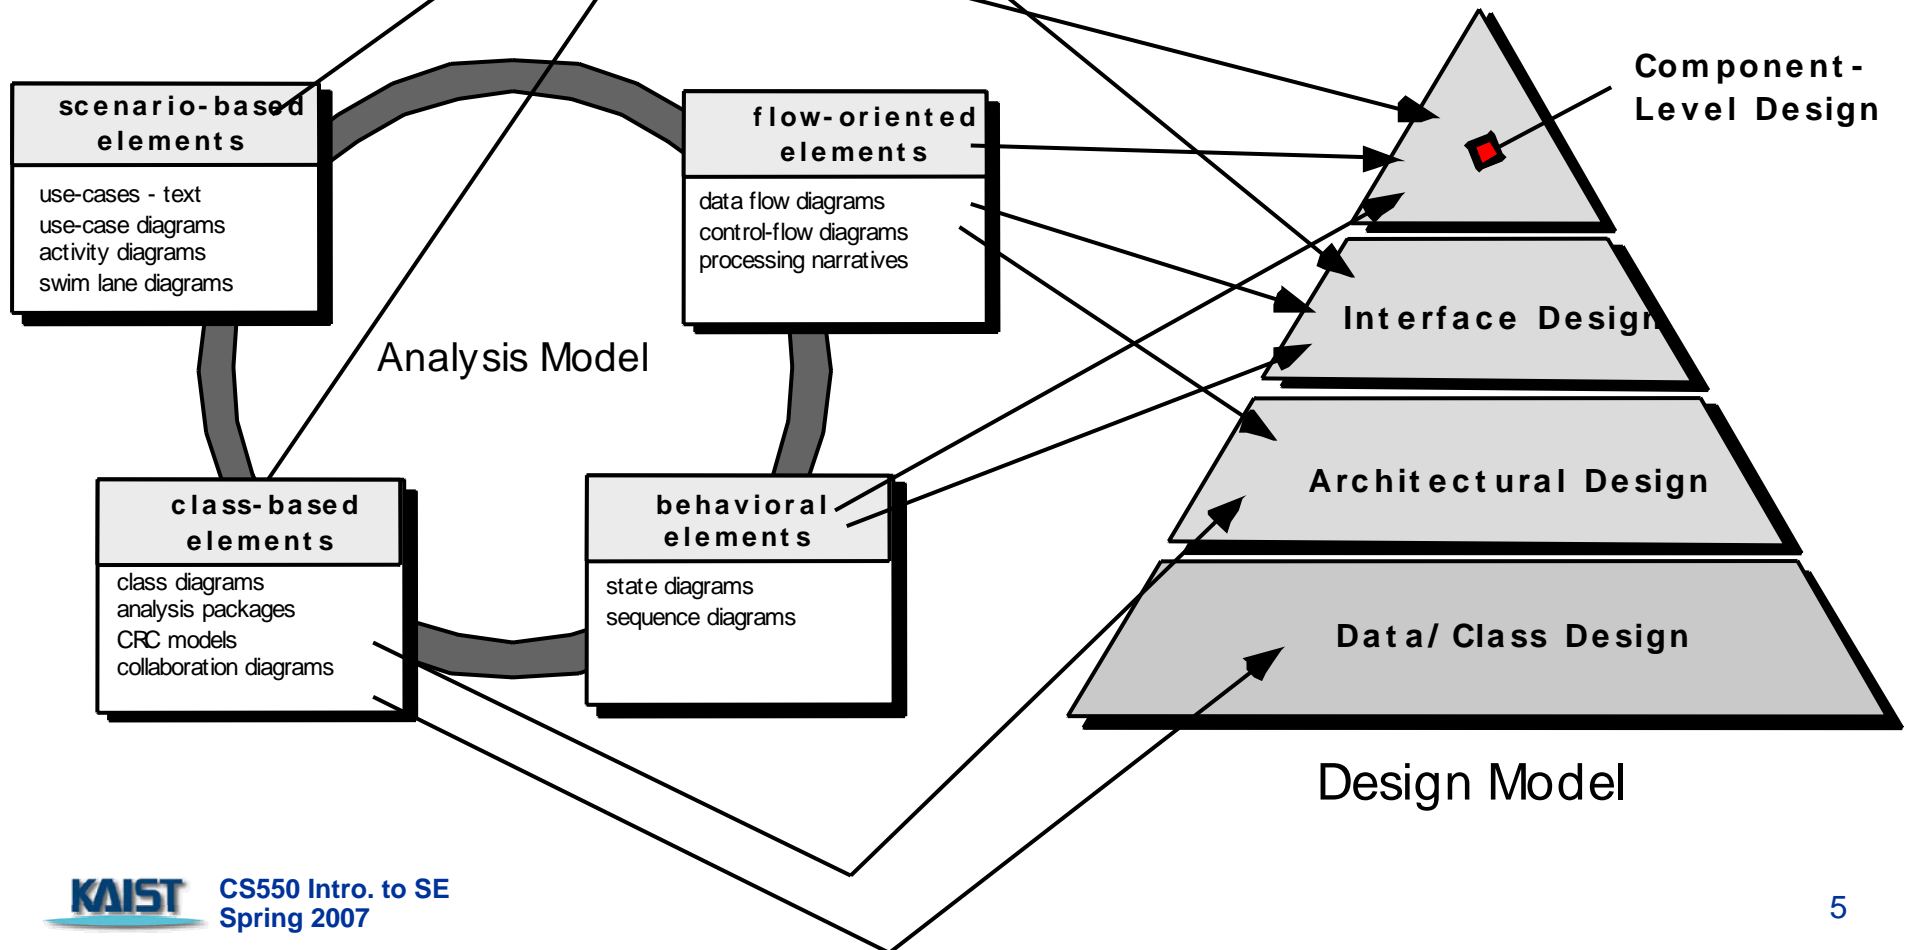 scenario-based
elements
use-cases - text
use-case diagrams
activity diagrams
swim lane diagrams
flow-oriented
elements
data flow diagrams
control-flow diagrams
processing narratives
Analysis Model
class-based
elements
class diagrams
analysis packages
CRC models
collaboration diagrams
behavioral
elements
state diagrams
sequence diagrams
Component-
Level Design
Interface Design
Architectural Design
Data/ Class Design
Design Model
KAIST
CS550 Intro. to SE
Spring 2007
5